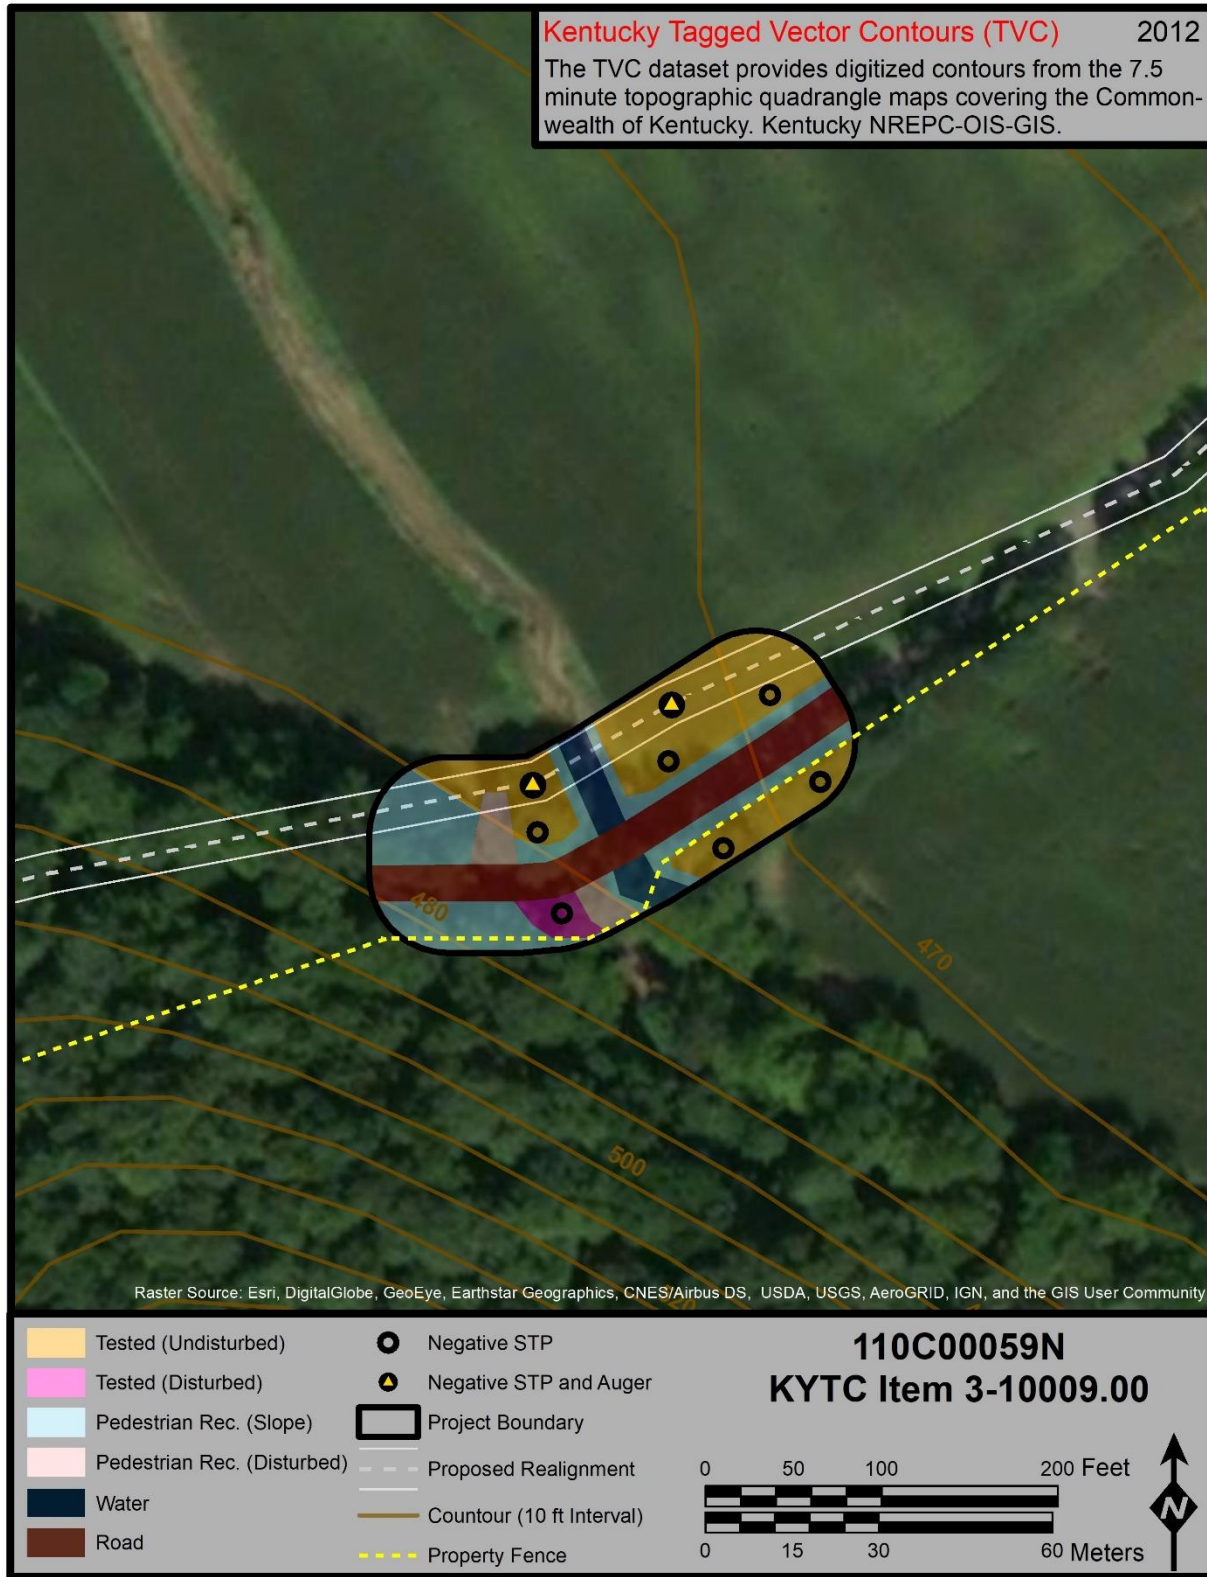 Kentucky Tagged Vector Contours (TVC) 2012
The TVC dataset provides digitized contours from the 7.5
minute topographic quadrangle maps covering the Common-
wealth of Kentucky. Kentucky NREPC-OIS-GIS.
480
470
500
520
Raster Source: Esri, DigitalGlobe, GeoEye, Earthstar Geographics, CNES/Airbus DS, USDA, USGS, AeroGRID, IGN, and the GIS User Community
Tested (Undisturbed)
Tested (Disturbed)
Pedestrian Rec. (Slope)
Pedestrian Rec. (Disturbed)
Water
Road
Negative STP
Negative STP and Auger
Project Boundary
Proposed Realignment
Countour (10 ft Interval)
Property Fence
110C00059N
KYTC Item 3-10009.00
0 50 100 200 Feet
0 15 30 60 Meters
N